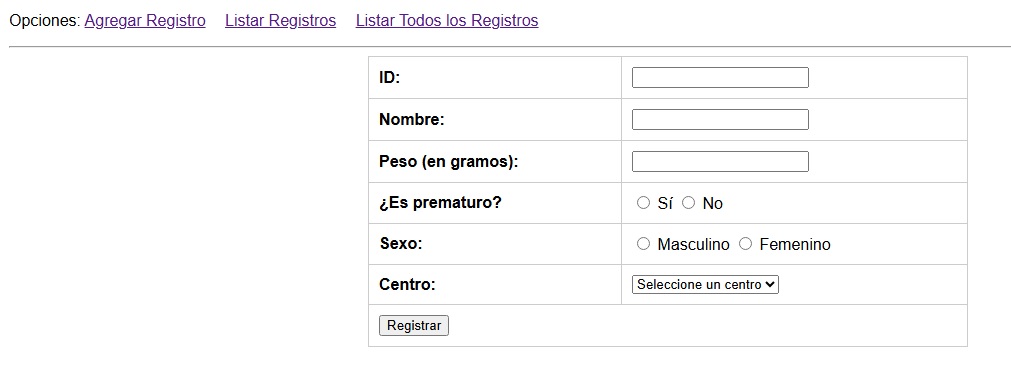 Opciones: Agregar Registro Listar Registros Listar Todos los Registros
ID:
Nombre:
Peso (en gramos):
¿Es prematuro? Sí No
Sexo: Masculino Femenino
Centro: Seleccione un centro
Registrar